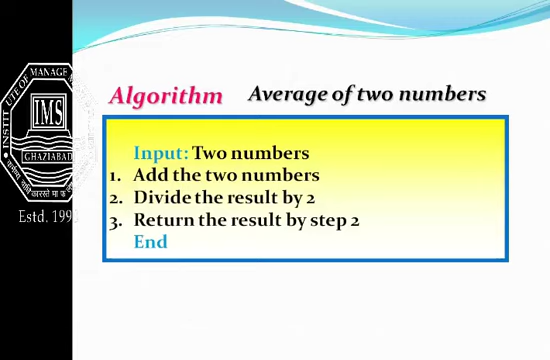 Algorithm Average of two numbers
Input: Two numbers
1. Add the two numbers
2. Divide the result by 2
3. Return the result by step 2
End
IMS
GHAZIABAD
Estd. 199